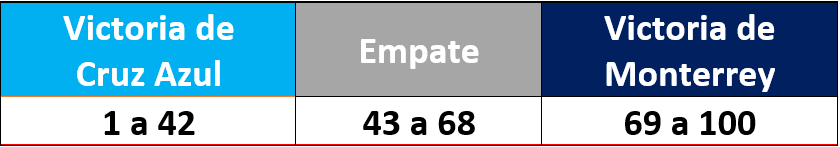 Victoria de
Cruz Azul
Empate
Victoria de
Monterrey
1 a 42
43 a 68
69 a 100